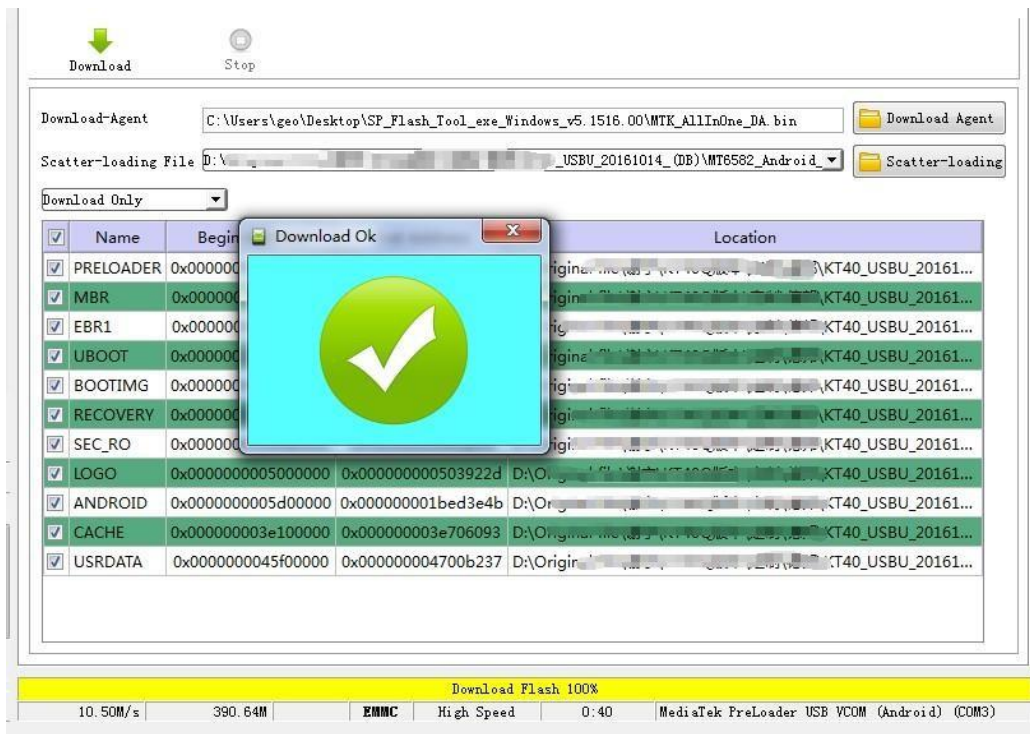 Download Stop
Download-Agent C:\Users\geo\Desktop\SP_Flash_Tool_exe_Windows_v5.1516.00\MTK_AllInOne_DA.bin Download Agent
Scatter-loading File D:\ _USBU_20161014_(DB)\MT6582_Android_ Scatter-loading
Download Only
Name Begin Location
Download Ok
PRELOADER 0x000000 \KT40_USBU_20161...
MBR 0x000000 \KT40_USBU_20161...
EBR1 0x000000 KT40_USBU_20161...
UBOOT 0x000000 \KT40_USBU_20161...
BOOTIMG 0x000000 \KT40_USBU_20161...
RECOVERY 0x000000 \KT40_USBU_20161...
SEC_RO 0x000000 \KT40_USBU_20161...
LOGO 0x0000000005000000 0x000000000503922d D:\ \KT40_USBU_20161...
ANDROID 0x0000000005d00000 0x000000001bed3e4b D:\ KT40_USBU_20161...
CACHE 0x000000003e100000 0x000000003e706093 D:\ KT40_USBU_20161...
USRDATA 0x0000000045f00000 0x000000004700b237 D:\Origin :T40_USBU_20161...
Download Flash 100%
10.50M/s 390.64M EMMC High Speed 0:40 MediaTek PreLoader USB VCOM (Android) (COM3)